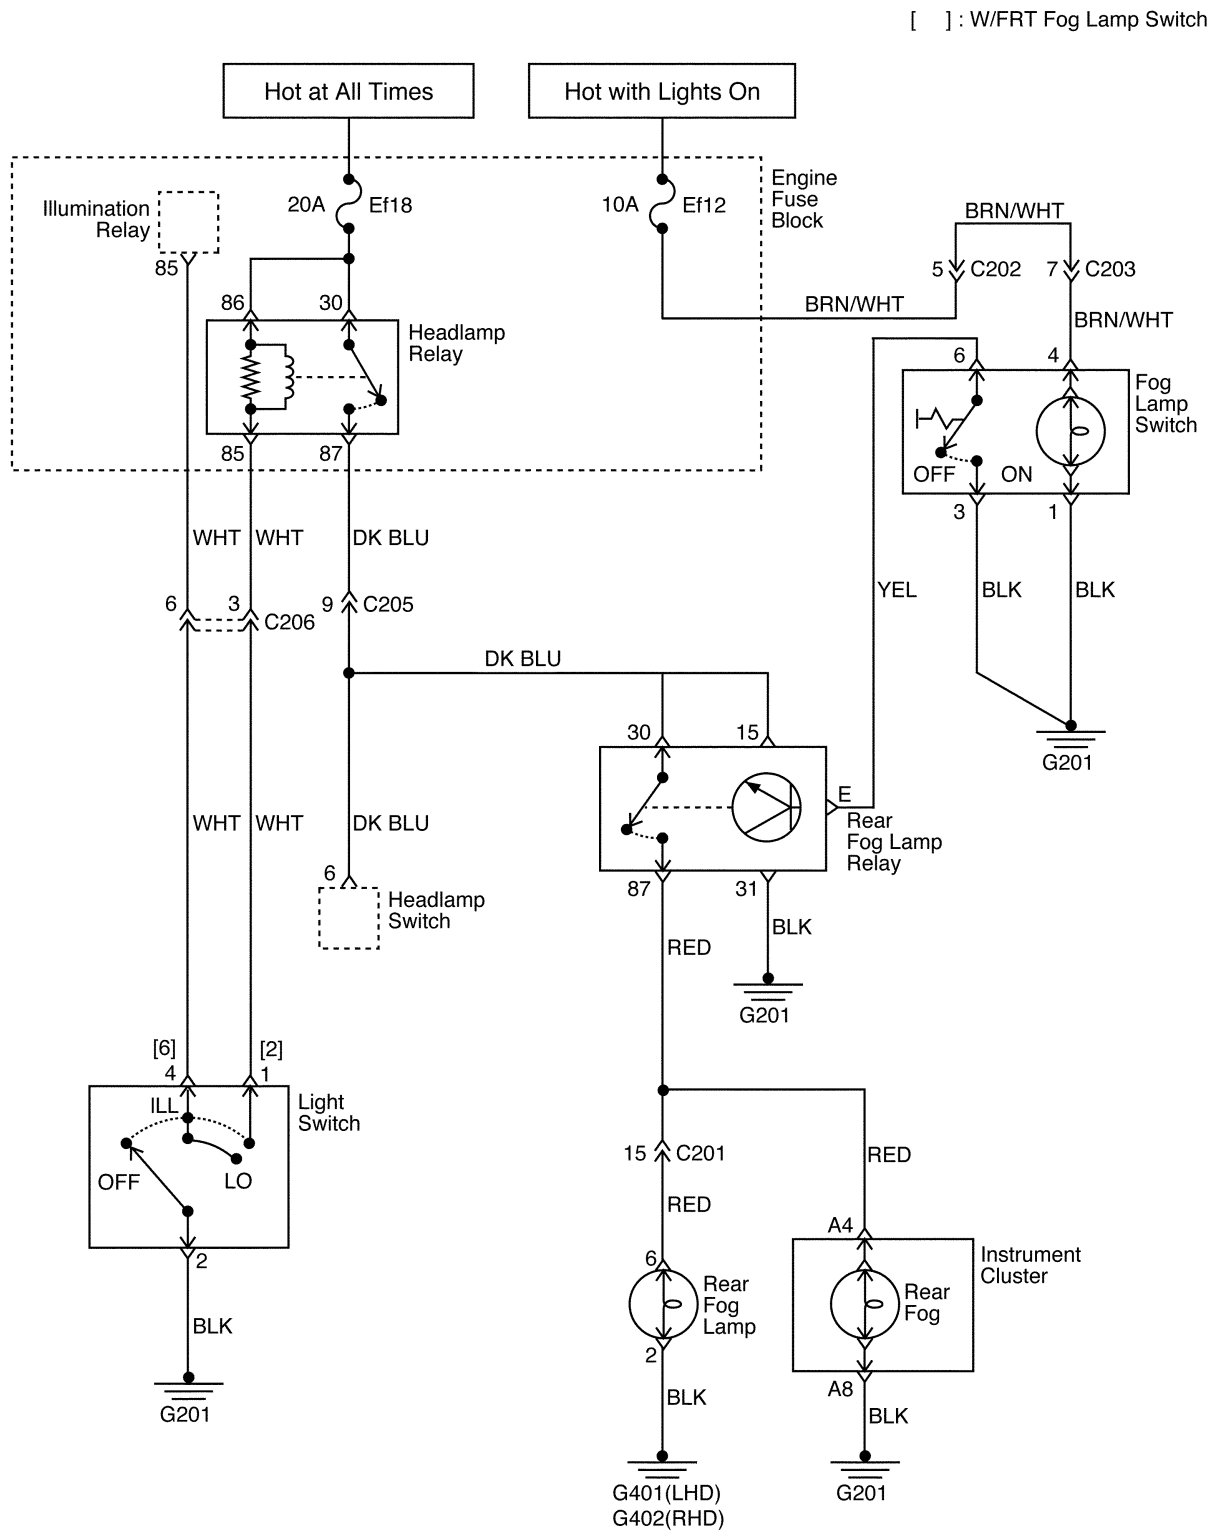 [ ] : W/FRT Fog Lamp Switch
Hot at All Times
Hot with Lights On
Engine
Fuse
Block
Illumination
Relay
20A
Ef18
10A
Ef12
BRN/WHT
85
5
C202
7
C203
86
30
BRN/WHT
BRN/WHT
Headlamp
Relay
6
4
Fog
Lamp
Switch
85
87
OFF
ON
3
1
WHT
WHT
DK BLU
YEL
BLK
BLK
6
3
C206
9
C205
DK BLU
30
15
G201
E
Rear
Fog Lamp
Relay
WHT
WHT
DK BLU
6
Headlamp
Switch
87
31
RED
BLK
G201
[6]
[2]
4
1
ILL
Light
Switch
OFF
LO
15
C201
RED
RED
A4
2
6
Rear
Fog
Lamp
Instrument
Cluster
Rear
Fog
BLK
2
A8
BLK
BLK
G201
G401(LHD)
G402(RHD)
G201